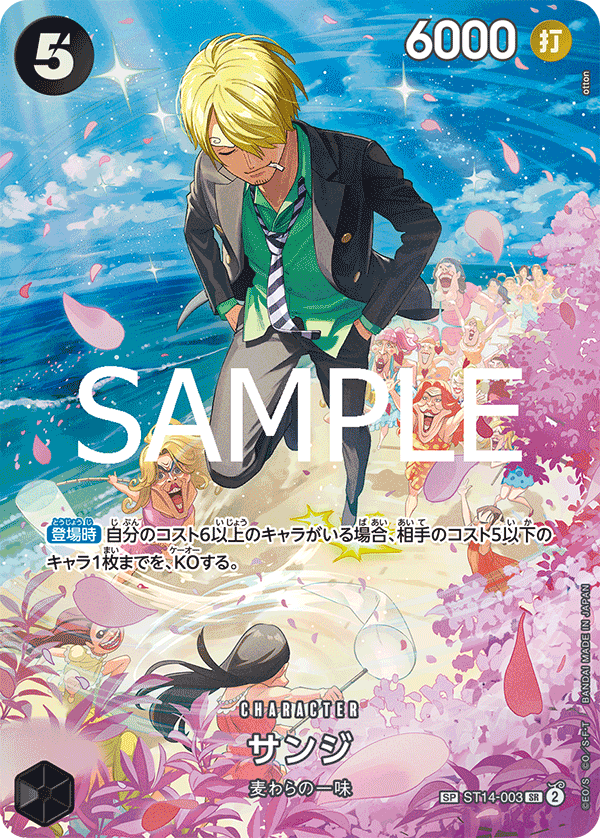 5
6000 打
otton
SAMPLE
登場時 自分のコスト6以上のキャラがいる場合、相手のコスト5以下の
キャラ1枚までを、KOする。
CHARACTER
サンジ
麦わらの一味
SP ST14-003 SR 2
©E.O/S ©O/S・F・T BANDAI MADE IN JAPAN